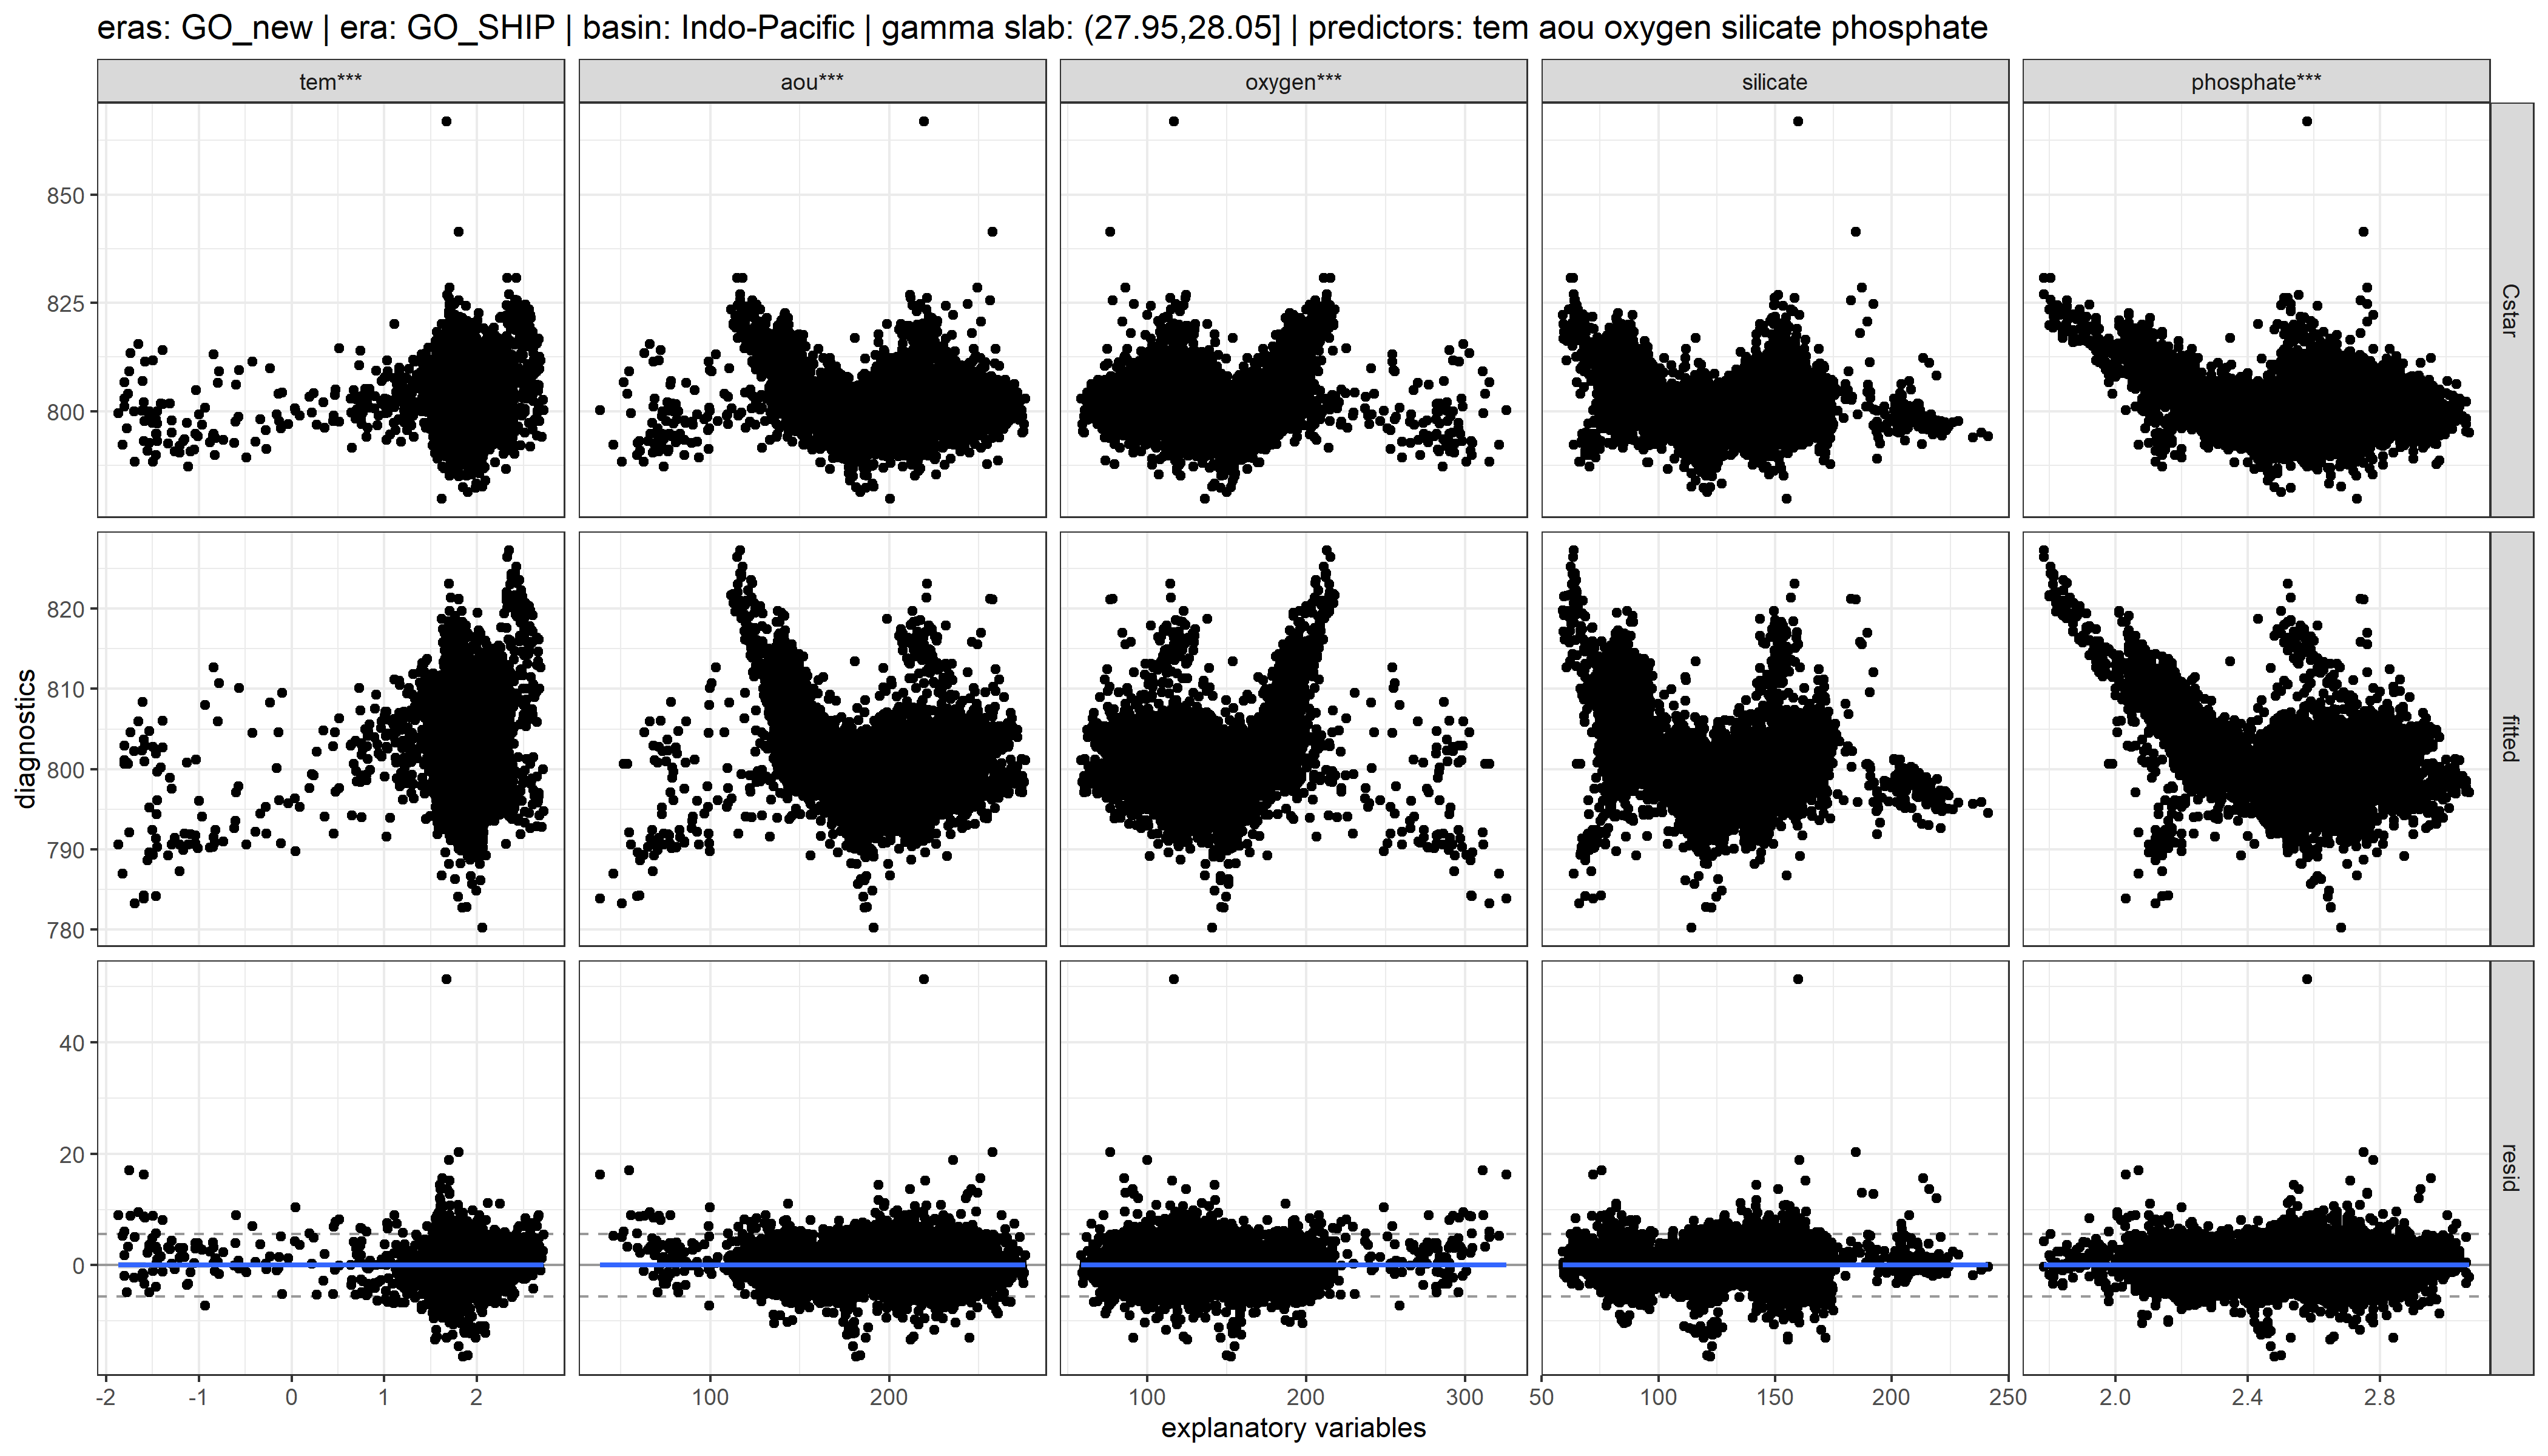 eras: GO_new | era: GO_SHIP | basin: Indo-Pacific | gamma slab: (27.95,28.05] | predictors: tem aou oxygen silicate phosphate
tem*** aou*** oxygen*** silicate phosphate***
850
825
800
Cstar
820
810
800
790
780
fitted
diagnostics
40
20
0
resid
-2 -1 0 1 2 100 200 100 200 300 50 100 150 200 250 2.0 2.4 2.8
explanatory variables